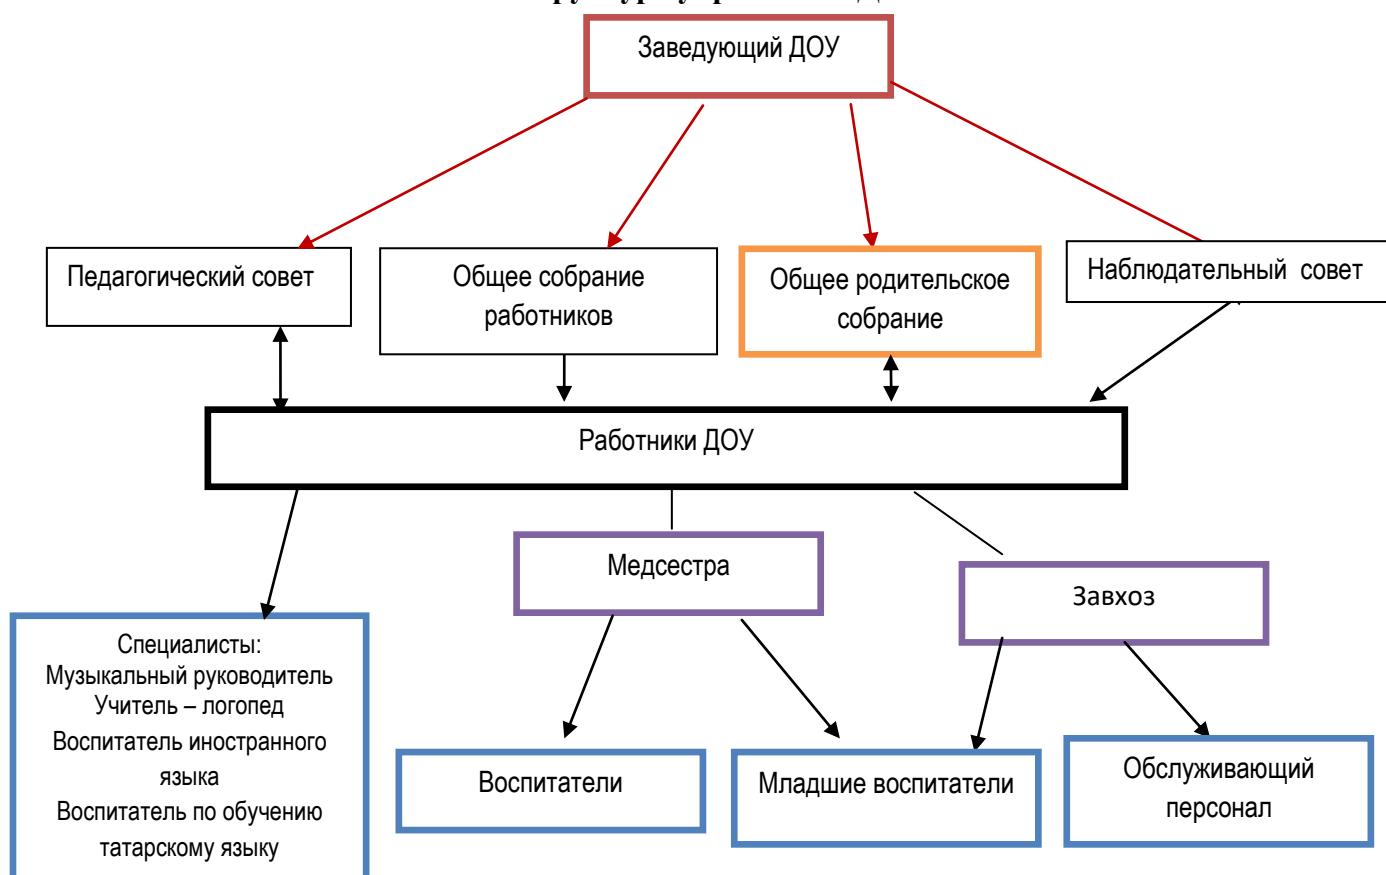 Заведующий ДОУ
Педагогический совет
Общее собрание
работников
Общее родительское
собрание
Наблюдательный совет
Работники ДОУ
Медсестра
Завхоз
Специалисты:
Музыкальный руководитель
Учитель – логопед
Воспитатель иностранного
языка
Воспитатель по обучению
татарскому языку
Воспитатели
Младшие воспитатели
Обслуживающий
персонал